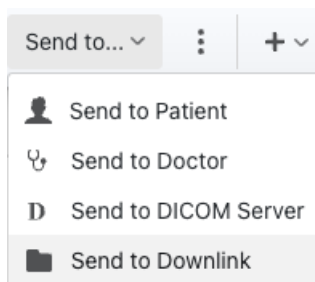 Send to...
Send to Patient
Send to Doctor
D Send to DICOM Server
Send to Downlink